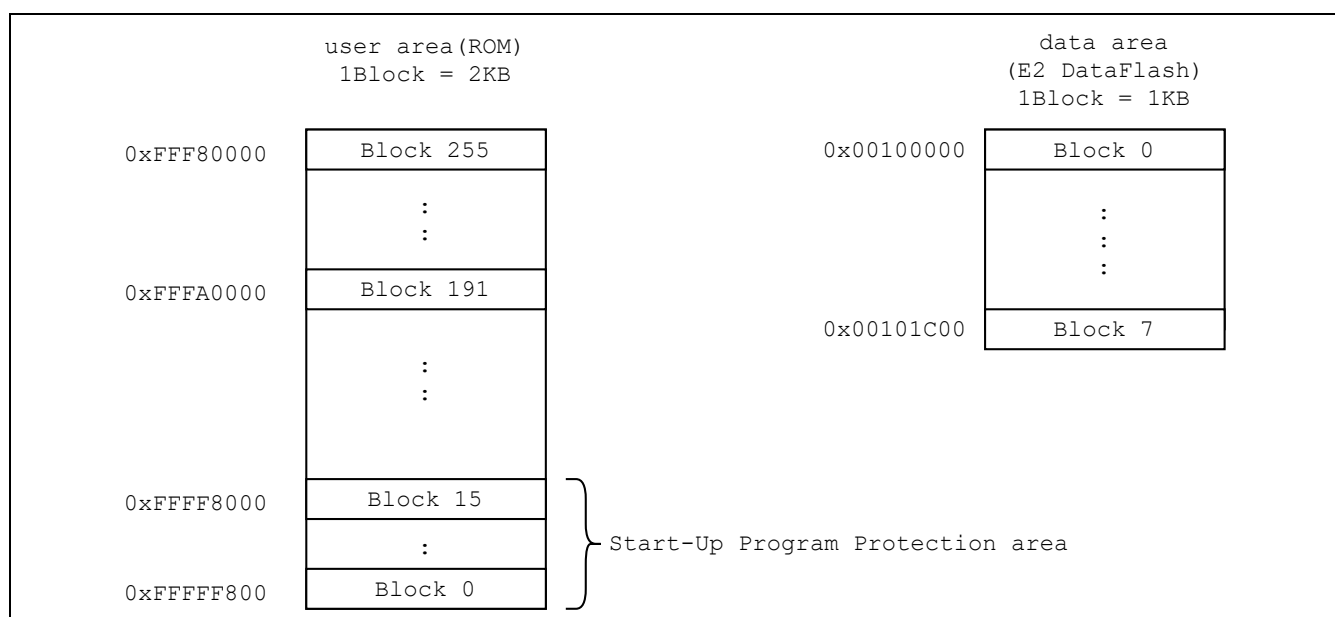 user area(ROM)
1Block = 2KB
0xFFF80000
Block 255
:
:
0xFFFA0000
Block 191
:
:
0xFFFF8000
Block 15
:
0xFFFFF800
Block 0
Start-Up Program Protection area
data area
(E2 DataFlash)
1Block = 1KB
0x00100000
Block 0
:
:
:
0x00101C00
Block 7